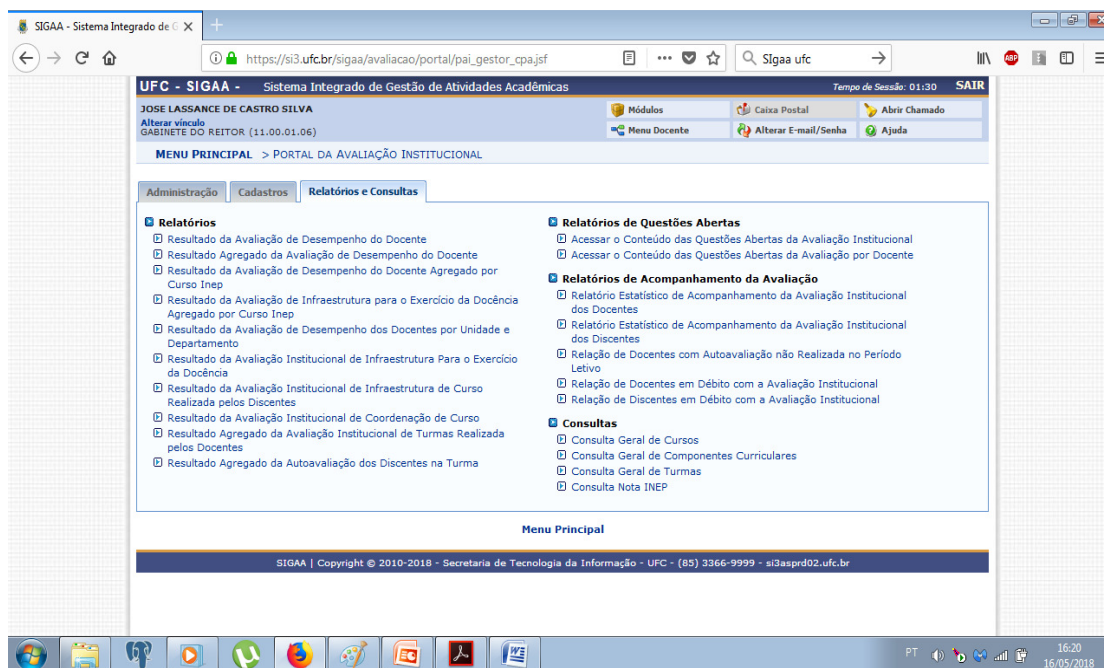 SIGAA - Sistema Integrado de G
https://si3.ufc.br/sigaa/avaliacao/portal/pai_gestor_cpa.jsf
SIgaa ufc
ABP
UFC - SIGAA - Sistema Integrado de Gestão de Atividades Acadêmicas
Tempo de Sessão: 01:30 SAIR
JOSE LASSANCE DE CASTRO SILVA
Alterar vínculo
GABINETE DO REITOR (11.00.01.06)
Módulos
Caixa Postal
Abrir Chamado
Menu Docente
Alterar E-mail/Senha
Ajuda
MENU PRINCIPAL > PORTAL DA AVALIAÇÃO INSTITUCIONAL
Administração
Cadastros
Relatórios e Consultas
Relatórios
Resultado da Avaliação de Desempenho do Docente
Resultado Agregado da Avaliação de Desempenho do Docente
Resultado da Avaliação de Desempenho do Docente Agregado por
Curso Inep
Resultado da Avaliação de Infraestrutura para o Exercício da Docência
Agregado por Curso Inep
Resultado da Avaliação de Desempenho dos Docentes por Unidade e
Departamento
Resultado da Avaliação Institucional de Infraestrutura Para o Exercício
da Docência
Resultado da Avaliação Institucional de Infraestrutura de Curso
Realizada pelos Discentes
Resultado da Avaliação Institucional de Coordenação de Curso
Resultado Agregado da Avaliação Institucional de Turmas Realizada
pelos Docentes
Resultado Agregado da Autoavaliação dos Discentes na Turma
Relatórios de Questões Abertas
Acessar o Conteúdo das Questões Abertas da Avaliação Institucional
Acessar o Conteúdo das Questões Abertas da Avaliação por Docente
Relatórios de Acompanhamento da Avaliação
Relatório Estatístico de Acompanhamento da Avaliação Institucional
dos Docentes
Relatório Estatístico de Acompanhamento da Avaliação Institucional
dos Discentes
Relação de Docentes com Autoavaliação não Realizada no Período
Letivo
Relação de Docentes em Débito com a Avaliação Institucional
Relação de Discentes em Débito com a Avaliação Institucional
Consultas
Consulta Geral de Cursos
Consulta Geral de Componentes Curriculares
Consulta Geral de Turmas
Consulta Nota INEP
Menu Principal
SIGAA | Copyright © 2010-2018 - Secretaria de Tecnologia da Informação - UFC - (85) 3366-9999 - si3asprd02.ufc.br
PT
16:20
16/05/2018